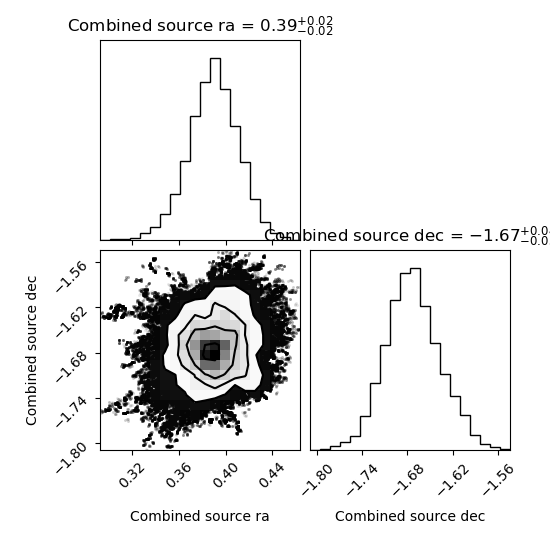 Combined source ra = 0.39+0.02−0.02
Combined source dec = −1.67
−1.56
−1.62
−1.68
−1.74
−1.80
Combined source dec
0.32
0.36
0.40
0.44
−1.80
−1.74
−1.68
−1.62
−1.56
Combined source ra
Combined source dec